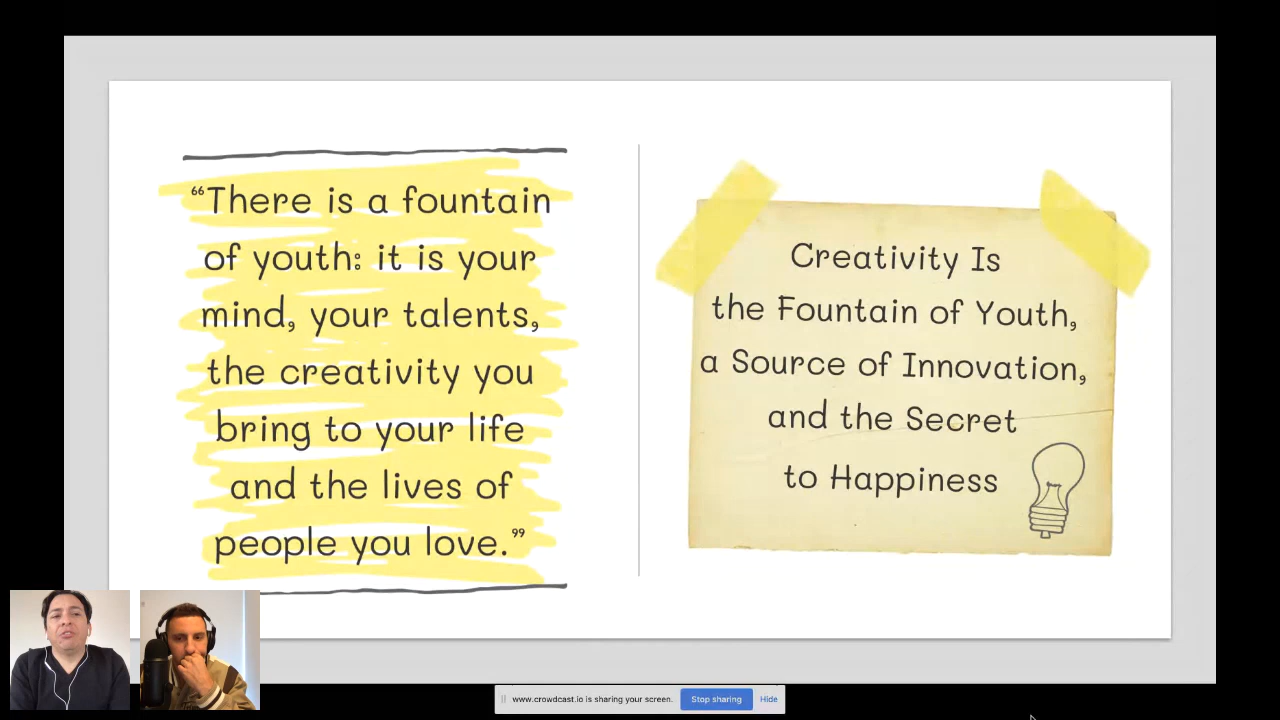 “There is a fountain
of youth: it is your
mind, your talents,
the creativity you
bring to your life
and the lives of
people you love.”
Creativity Is
the Fountain of Youth,
a Source of Innovation,
and the Secret
to Happiness
www.crowdcast.io is sharing your screen. Stop sharing Hide